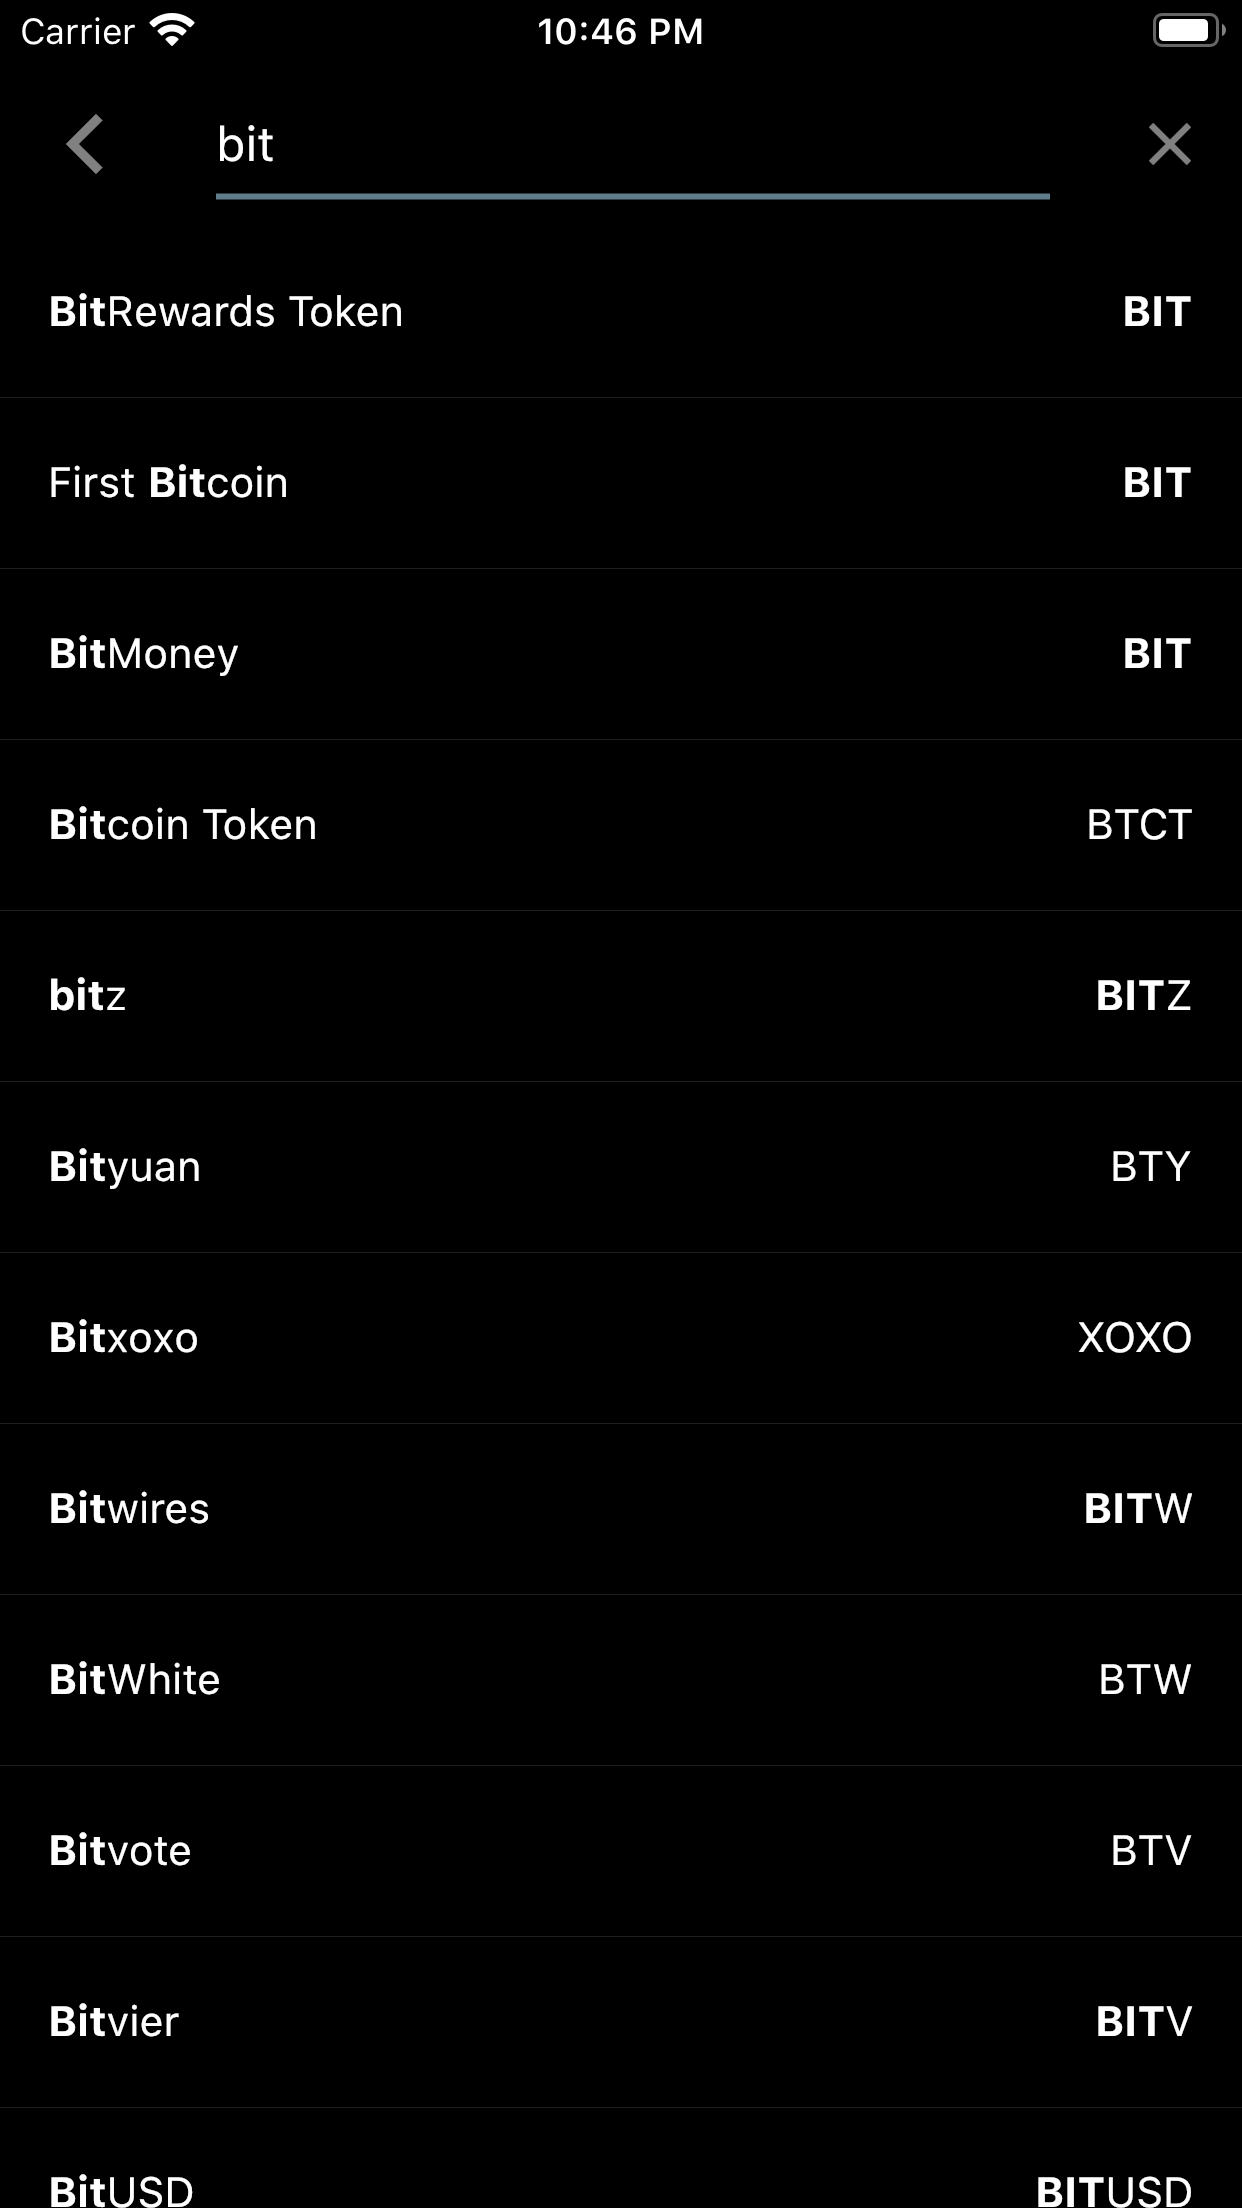 Carrier 10:46 PM
bit
BitRewards Token BIT
First Bitcoin BIT
BitMoney BIT
Bitcoin Token BTCT
bitz BITZ
Bityuan BTY
Bitxoxo XOXO
Bitwires BITW
BitWhite BTW
Bitvote BTV
Bitvier BITV
BitUSD BITUSD